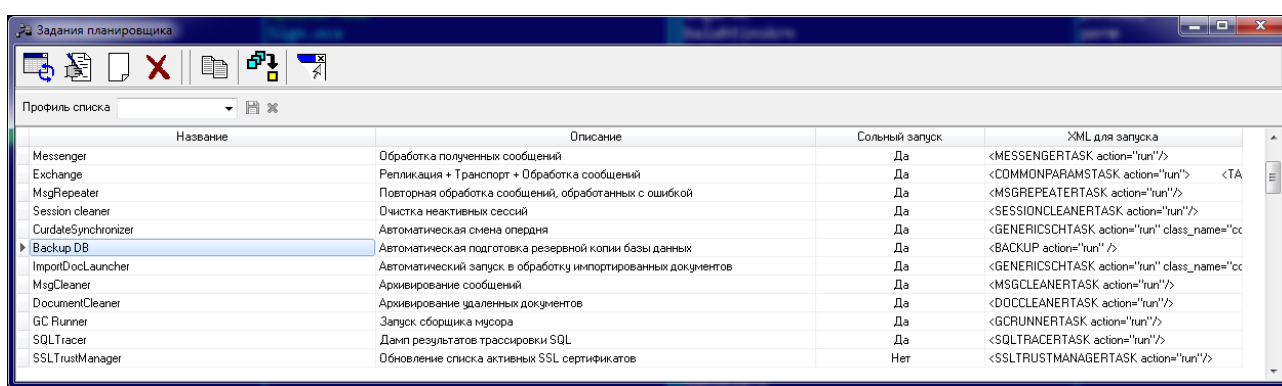 Задания планировщика
Профиль списка
Название Описание Сольный запуск XML для запуска
Messenger Обработка полученных сообщений Да <MESSENGERTASK action="run"/>
Exchange Репликация + Транспорт + Обработка сообщений Да <COMMONPARAMSTASK action="run"> <TA
MsgRepeater Повторная обработка сообщений, обработанных с ошибкой Да <MSGREPEATERTASK action="run"/>
Session cleaner Очистка неактивных сессий Да <SESSIONCLEANERTASK action="run"/>
CurdateSynchronizer Автоматическая смена опердня Да <GENERICSCHTASK action="run" class_name="cc
Backup DB Автоматическая подготовка резервной копии базы данных Да <BACKUP action="run" />
ImportDocLauncher Автоматический запуск в обработку импортированных документов Да <GENERICSCHTASK action="run" class_name="cc
MsgCleaner Архивирование сообщений Да <MSGCLEANERTASK action="run"/>
DocumentCleaner Архивирование удаленных документов Да <DOCCLEANERTASK action="run"/>
GC Runner Запуск сборщика мусора Да <GCRUNNERTASK action="run"/>
SQLTracer Дамп результатов трассировки SQL Да <SQLTRACERTASK action="run"/>
SSLTrustManager Обновление списка активных SSL сертификатов Нет <SSLTRUSTMANAGERTASK action="run"/>